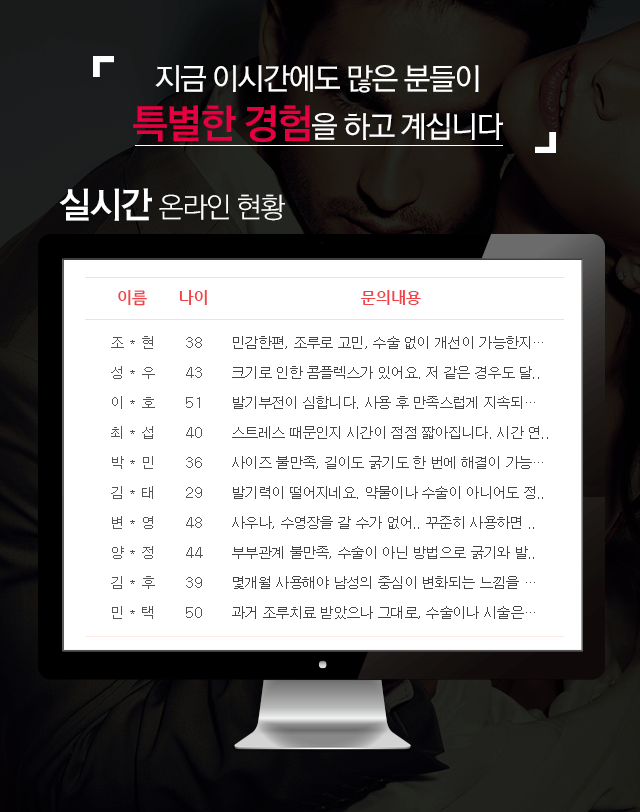 지금 이시간에도 많은 분들이
특별한 경험을 하고 계십니다
실시간 온라인 현황
이름 나이 문의내용
조 * 현 38 민감한편, 조루로 고민, 수술 없이 개선이 가능한지…
성 * 우 43 크기로 인한 콤플렉스가 있어요. 저 같은 경우도 달..
이 * 호 51 발기부전이 심합니다. 사용 후 만족스럽게 지속되…
최 * 섭 40 스트레스 때문인지 시간이 점점 짧아집니다. 시간 연..
박 * 민 36 사이즈 불만족, 길이도 굵기도 한 번에 해결이 가능…
김 * 태 29 발기력이 떨어지네요. 약물이나 수술이 아니어도 정..
변 * 영 48 사우나, 수영장을 갈 수가 없어.. 꾸준히 사용하면 ..
양 * 정 44 부부관계 불만족, 수술이 아닌 방법으로 굵기와 발..
김 * 후 39 몇개월 사용해야 남성의 중심이 변화되는 느낌을 …
민 * 택 50 과거 조루치료 받았으나 그대로, 수술이나 시술은…